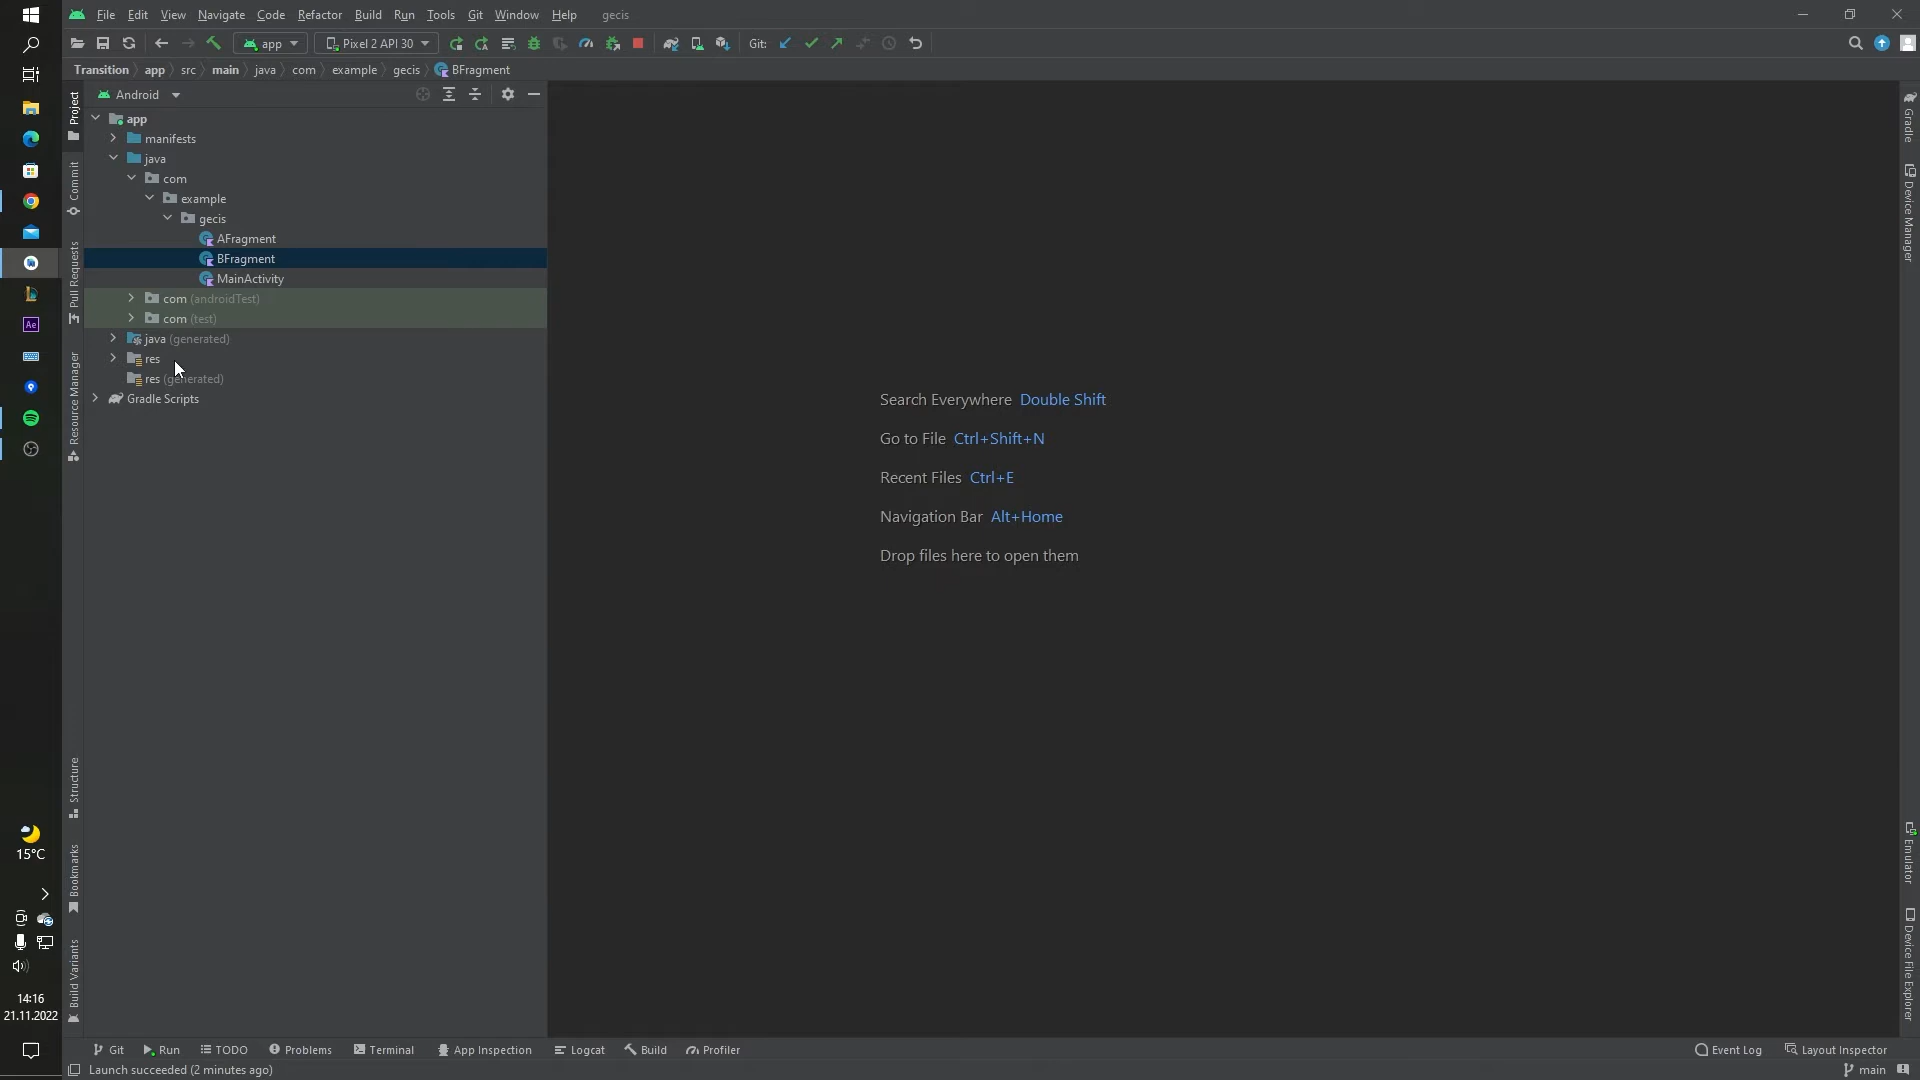 File Edit View Navigate Code Refactor Build Run Tools Git Window Help gecis
app Pixel 2 API 30 Git:
Transition app src main java com example gecis BFragment
Project
Commit
Pull Requests
Resource Manager
Structure
Bookmarks
Build Variants
Android
app
manifests
java
com
example
gecis
AFragment
BFragment
MainActivity
com (androidTest)
com (test)
java (generated)
res
res (generated)
Gradle Scripts
Search Everywhere Double Shift
Go to File Ctrl+Shift+N
Recent Files Ctrl+E
Navigation Bar Alt+Home
Drop files here to open them
Gradle
Device Manager
Emulator
Device File Explorer
Ae
15°C
14:16
21.11.2022
Git Run TODO Problems Terminal App Inspection Logcat Build Profiler Event Log Layout Inspector
Launch succeeded (2 minutes ago) main